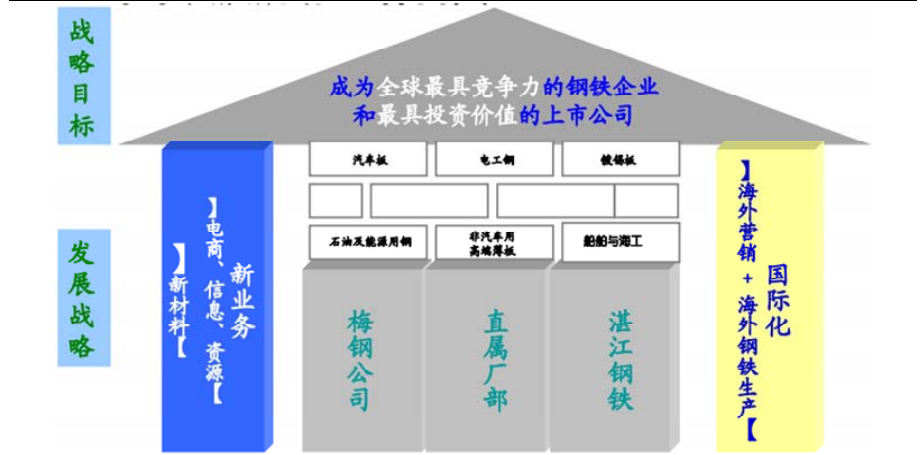 战略目标
成为全球最具竞争力的钢铁企业
和最具投资价值的上市公司
汽车板
电工钢
镀锡板
石油及能源用钢
非汽车用
高端薄板
船舶与海工
发展战略
新业务
】电商、信息、资源【
】新材料【
梅钢公司
直属厂部
湛江钢铁
国际化
】海外营销+海外钢铁生产【